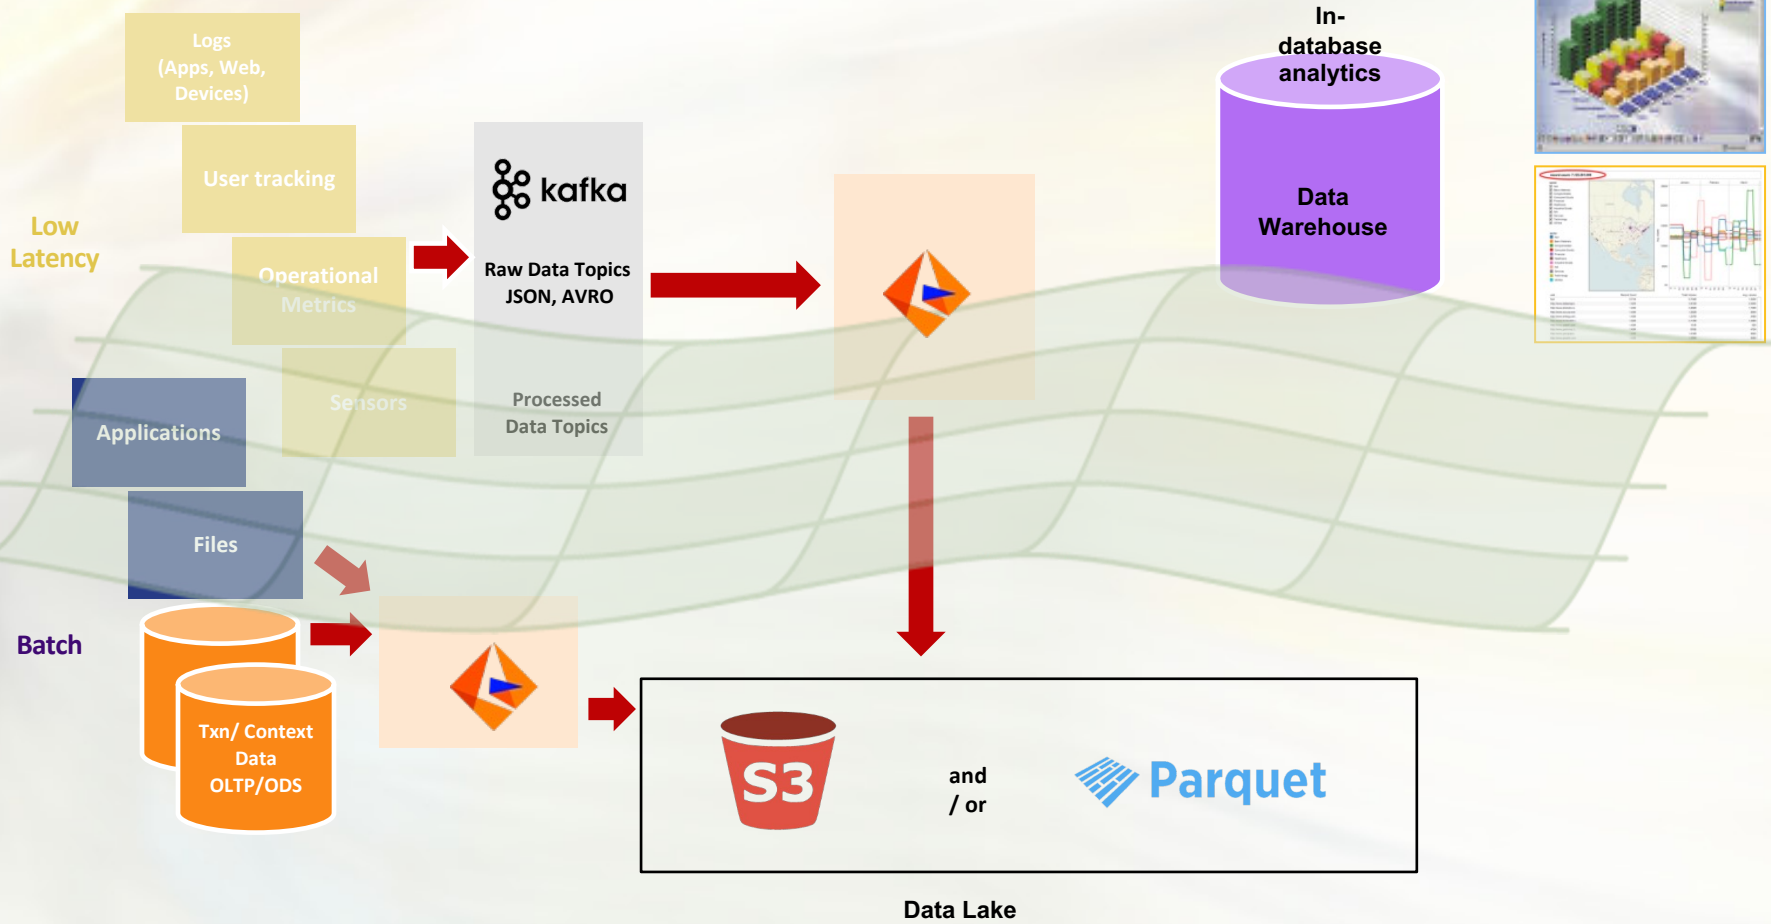 Logs
(Apps, Web,
Devices)
User tracking
Low
Latency
Operational
Metrics
Sensors
kafka
Raw Data Topics
JSON, AVRO
Processed
Data Topics
In-
database
analytics
Data
Warehouse
Applications
Files
Batch
Txn/ Context
Data
OLTP/ODS
S3
and
/ or
Parquet
Data Lake